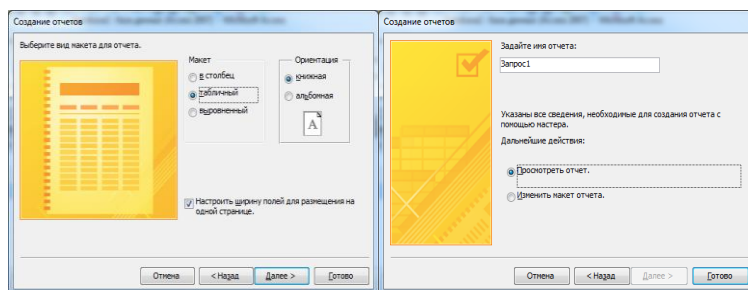 Создание отчетов
Выберите вид макета для отчета.
Макет
в столбец
табличный
выровненный
Ориентация
книжная
альбомная
A
Настроить ширину полей для размещения на
одной странице.
Отмена
< Назад
Далее >
Готово
Создание отчетов
Задайте имя отчета:
Запрос1
Указаны все сведения, необходимые для создания отчета с
помощью мастера.
Дальнейшие действия:
Просмотреть отчет.
Изменить макет отчета.
Отмена
< Назад
Далее >
Готово